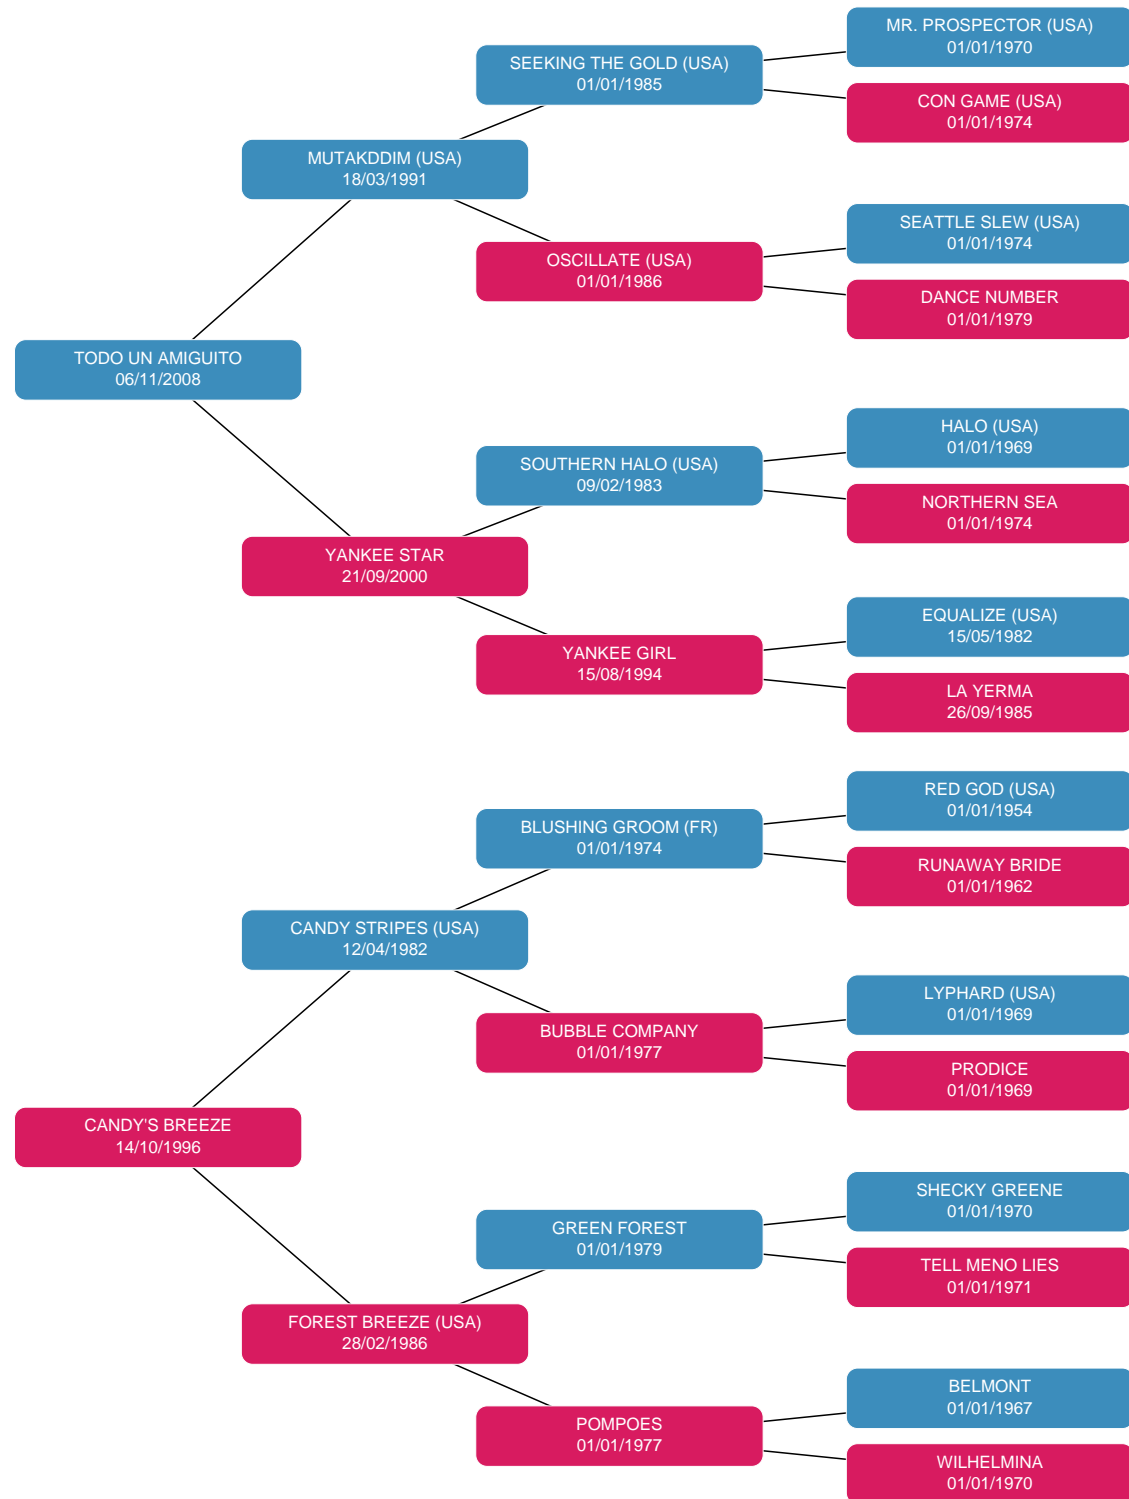 MR. PROSPECTOR (USA)
01/01/1970
SEEKING THE GOLD (USA)
01/01/1985
CON GAME (USA)
01/01/1974
MUTAKDDIM (USA)
18/03/1991
SEATTLE SLEW (USA)
01/01/1974
OSCILLATE (USA)
01/01/1986
DANCE NUMBER
01/01/1979
TODO UN AMIGUITO
06/11/2008
HALO (USA)
01/01/1969
SOUTHERN HALO (USA)
09/02/1983
NORTHERN SEA
01/01/1974
YANKEE STAR
21/09/2000
EQUALIZE (USA)
15/05/1982
YANKEE GIRL
15/08/1994
LA YERMA
26/09/1985
RED GOD (USA)
01/01/1954
BLUSHING GROOM (FR)
01/01/1974
RUNAWAY BRIDE
01/01/1962
CANDY STRIPES (USA)
12/04/1982
LYPHARD (USA)
01/01/1969
BUBBLE COMPANY
01/01/1977
PRODICE
01/01/1969
CANDY'S BREEZE
14/10/1996
SHECKY GREENE
01/01/1970
GREEN FOREST
01/01/1979
TELL MENO LIES
01/01/1971
FOREST BREEZE (USA)
28/02/1986
BELMONT
01/01/1967
POMPOES
01/01/1977
WILHELMINA
01/01/1970